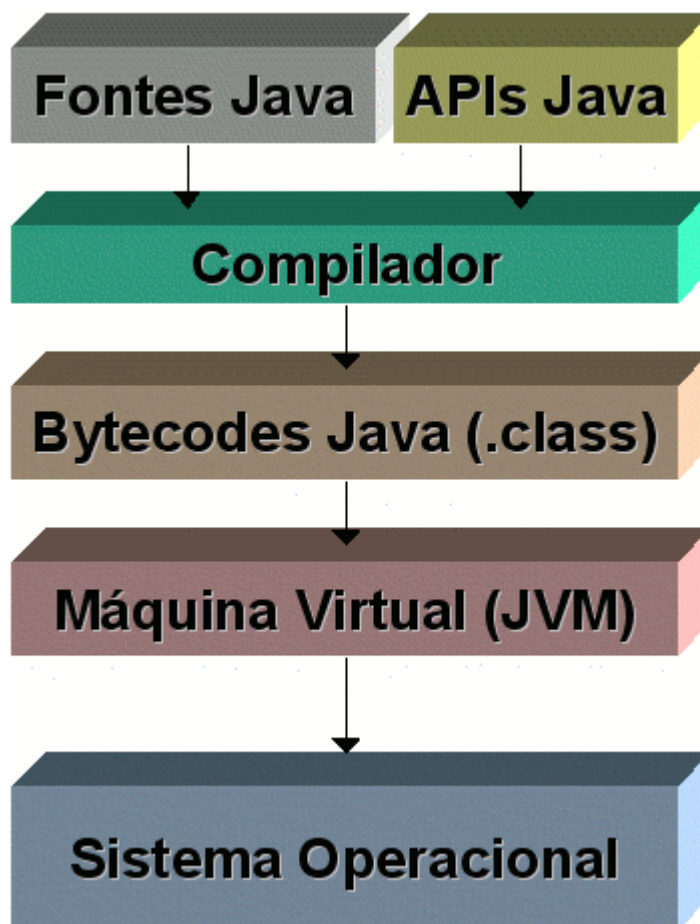 Fontes Java
APIs Java
Compilador
Bytecodes Java (.class)
Máquina Virtual (JVM)
Sistema Operacional